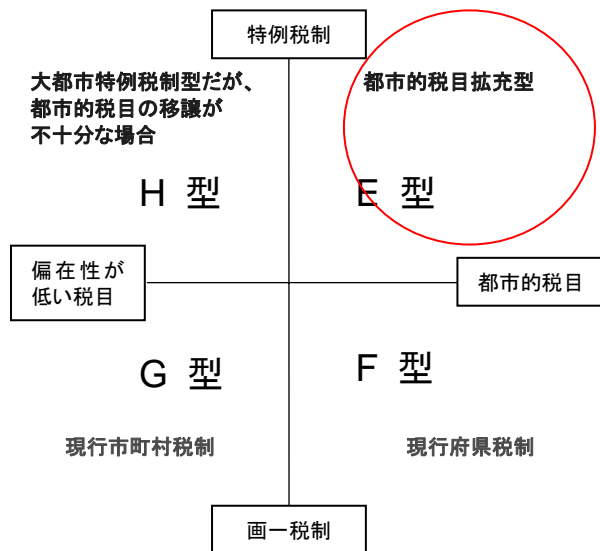 特例税制
大都市特例税制型だが、
都市的税目の移譲が
不十分な場合
都市的税目拡充型
H 型
E 型
偏在性が
低い税目
都市的税目
G 型
F 型
現行市町村税制
現行府県税制
画一税制